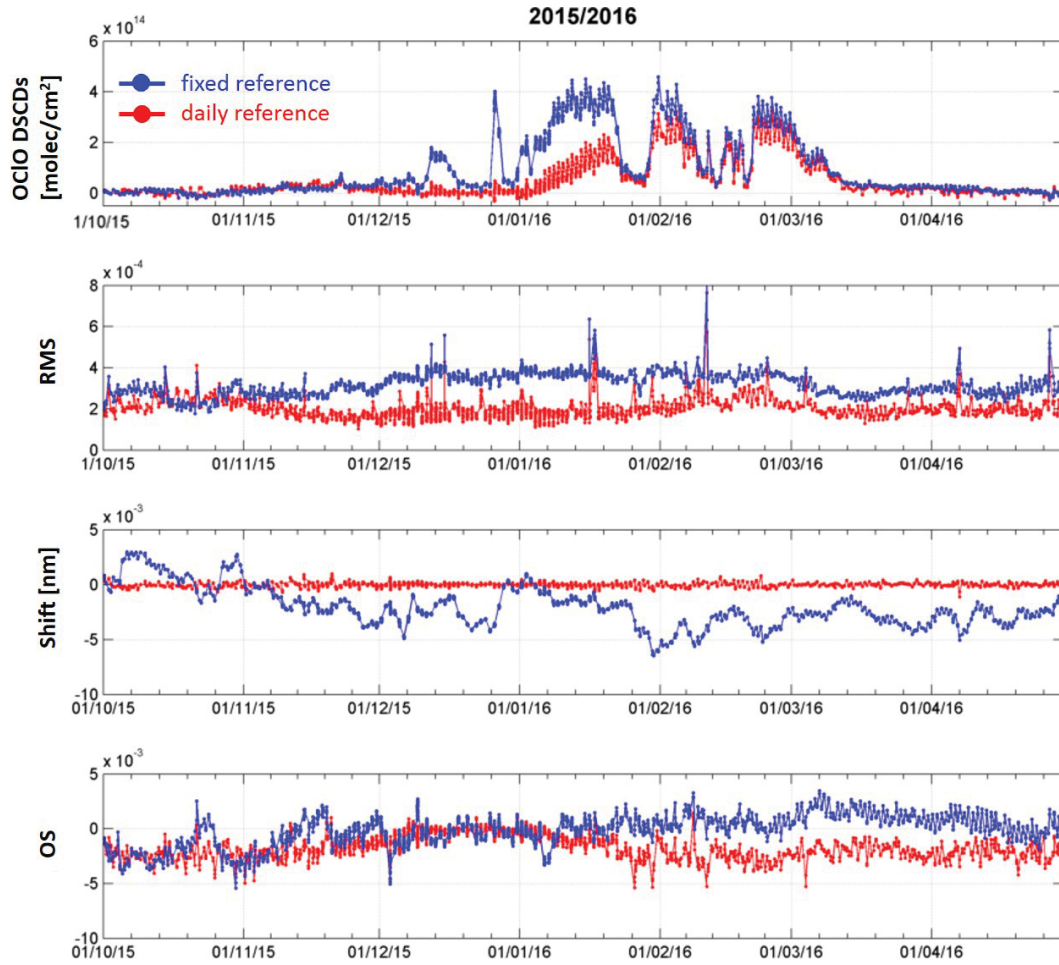 2015/2016
x 10^14
6
4
2
0
OClO DSCDs
[molec/cm²]
fixed reference
daily reference
1/10/15 01/11/15 01/12/15 01/01/16 01/02/16 01/03/16 01/04/16
x 10^-4
8
6
4
2
0
RMS
1/10/15 01/11/15 01/12/15 01/01/16 01/02/16 01/03/16 01/04/16
x 10^-3
5
0
-5
-10
Shift [nm]
01/10/15 01/11/15 01/12/15 01/01/16 01/02/16 01/03/16 01/04/16
x 10^-3
5
0
-5
-10
OS
01/10/15 01/11/15 01/12/15 01/01/16 01/02/16 01/03/16 01/04/16